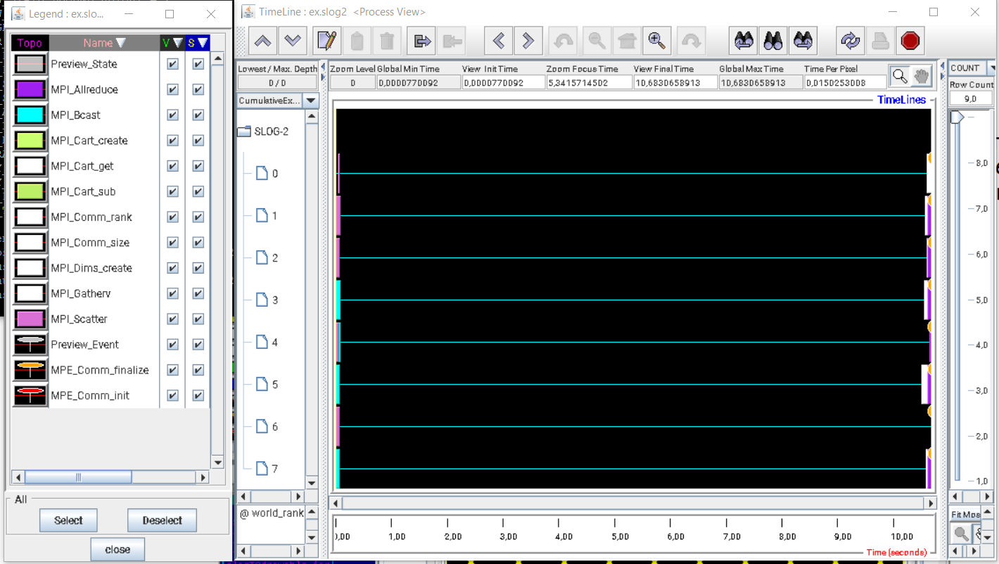 Legend : ex.slo...
Topo Name V S
Preview_State
MPI_Allreduce
MPI_Bcast
MPI_Cart_create
MPI_Cart_get
MPI_Cart_sub
MPI_Comm_rank
MPI_Comm_size
MPI_Dims_create
MPI_Gatherv
MPI_Scatter
Preview_Event
MPE_Comm_finalize
MPE_Comm_init
All
Select Deselect
close
TimeLine : ex.slog2 <Process View>
Lowest / Max. Depth Zoom Level Global Min Time View Init Time Zoom Focus Time View Final Time Global Max Time Time Per Pixel
0 / 0 0 0,0000770092 0,0000770092 5,3415714502 10,6830658913 10,6830658913 0,0150253008
CumulativeEx...
TimeLines
SLOG-2
0
1
2
3
4
5
6
7
@ world_rank
0,00 1,00 2,00 3,00 4,00 5,00 6,00 7,00 8,00 9,00 10,00
Time (seconds)
COUNT
Row Count
9,0
8,0
7,0
6,0
5,0
4,0
3,0
2,0
1,0
Fit Mos